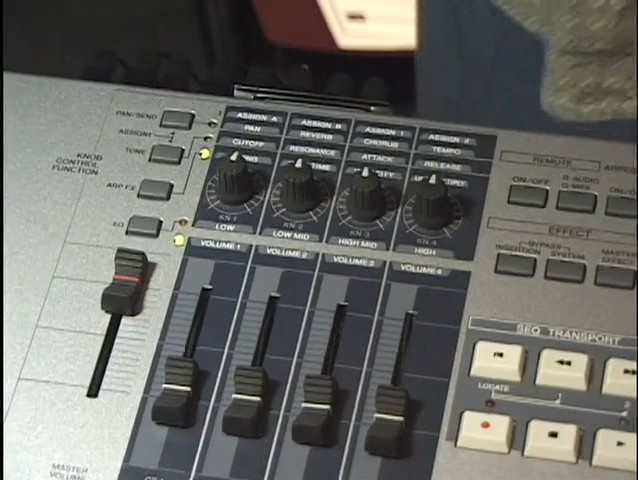 PAN/SEND
ASSIGN
TONE
ARP FX
EQ
KNOB
CONTROL
FUNCTION
ASSIGN A
ASSIGN B
ASSIGN 1
ASSIGN 2
PAN
REVERB
CHORUS
TEMPO
CUTOFF
RESONANCE
ATTACK
RELEASE
KN 1
KN 2
KN 3
KN 4
LOW
LOW MID
HIGH MID
HIGH
VOLUME 1
VOLUME 2
VOLUME 3
VOLUME 4
REMOTE
ON/OFF
EFFECT
BYPASS
INSERTION
SYSTEM
MASTER
SEQ TRANSPORT
LOCATE
MASTER
VOLUME